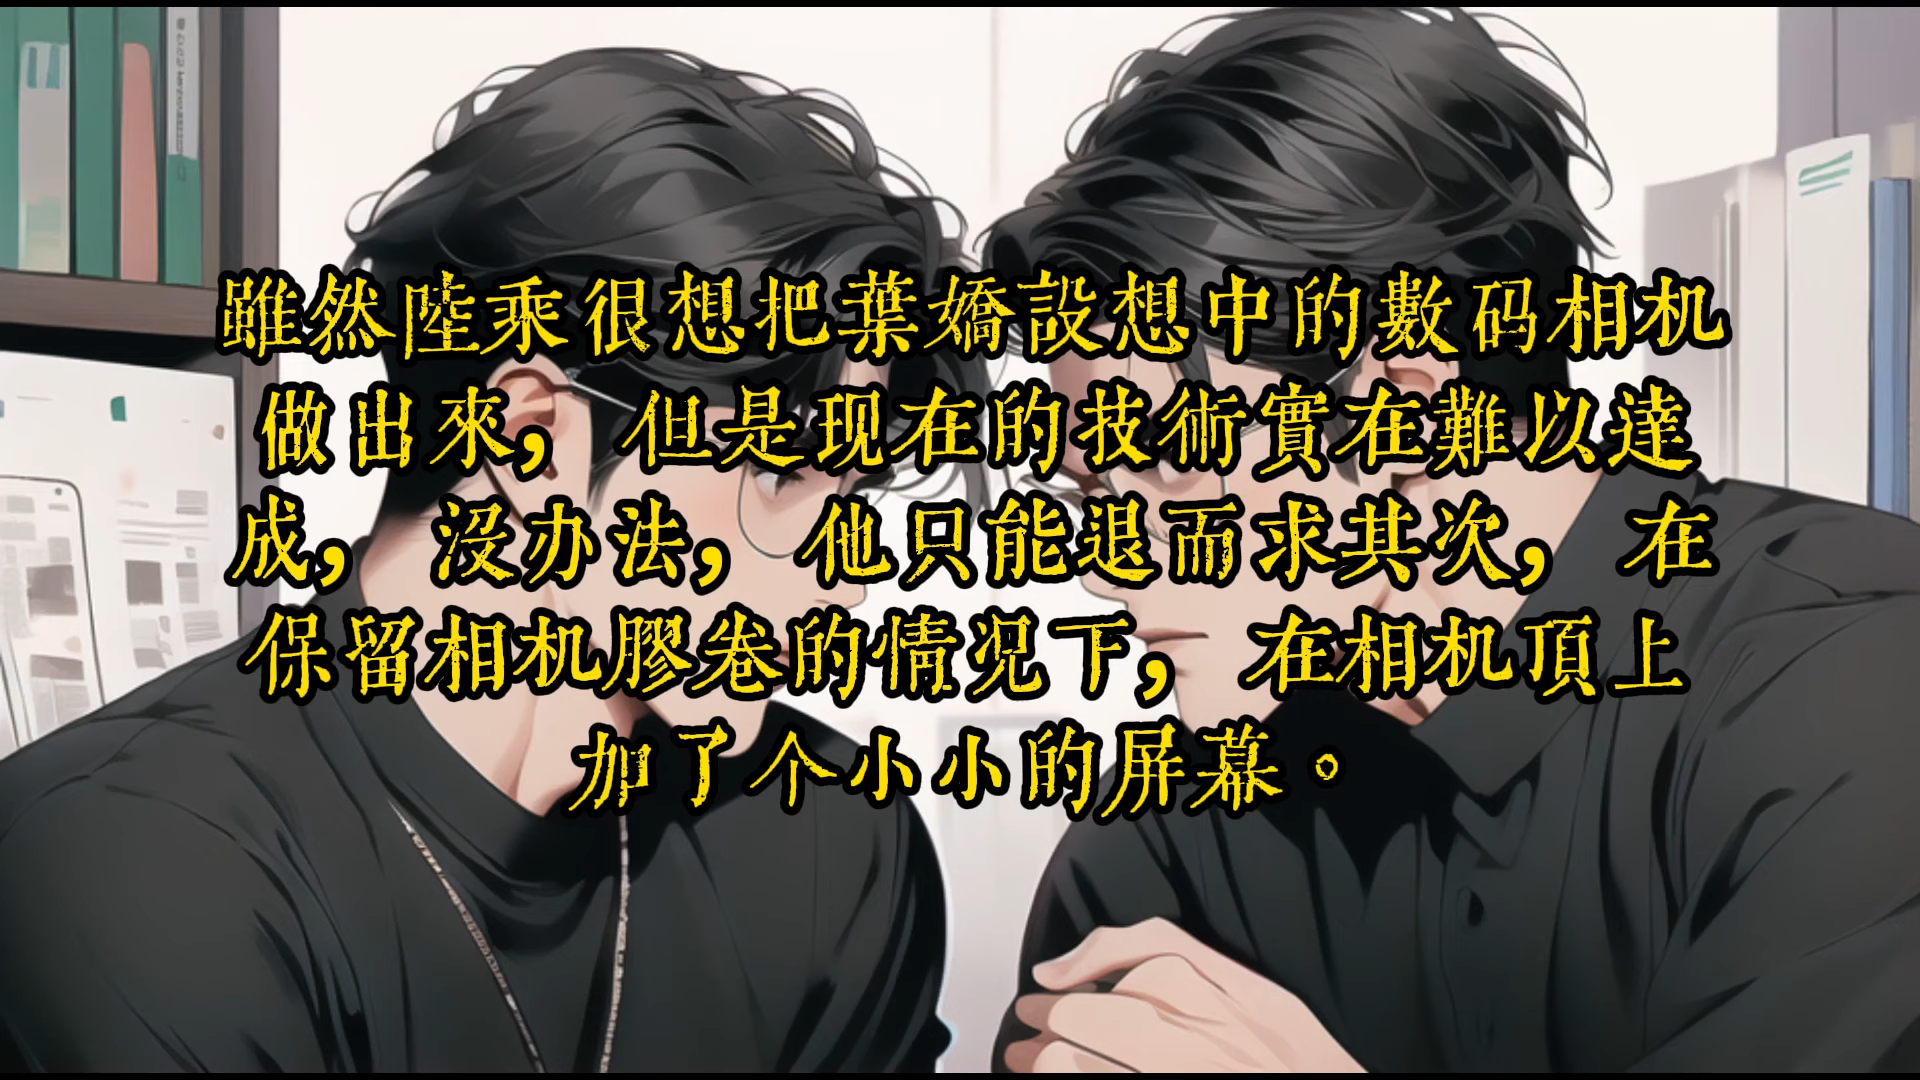 雖然陸乘很想把葉嬌設想中的數码相机
做出來，但是现在的技術實在難以達
成，沒办法，他只能退而求其次，在
保留相机膠卷的情況下，在相机頂上
加了个小小的屏幕。